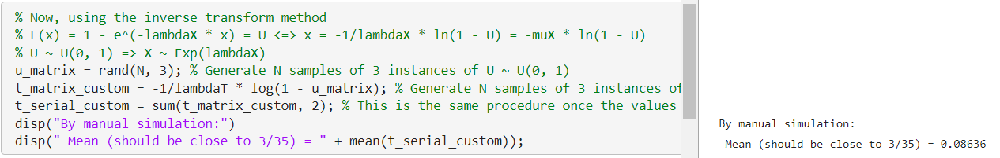 % Now, using the inverse transform method
% F(x) = 1 - e^(-lambdaX * x) = U <=> x = -1/lambdaX * ln(1 - U) = -muX * ln(1 - U)
% U ~ U(0, 1) => X ~ Exp(lambdaX)
u_matrix = rand(N, 3); % Generate N samples of 3 instances of U ~ U(0, 1)
t_matrix_custom = -1/lambdaT * log(1 - u_matrix); % Generate N samples of 3 instances of
t_serial_custom = sum(t_matrix_custom, 2); % This is the same procedure once the values
disp("By manual simulation:")
disp(" Mean (should be close to 3/35) = " + mean(t_serial_custom));
By manual simulation:
Mean (should be close to 3/35) = 0.08636